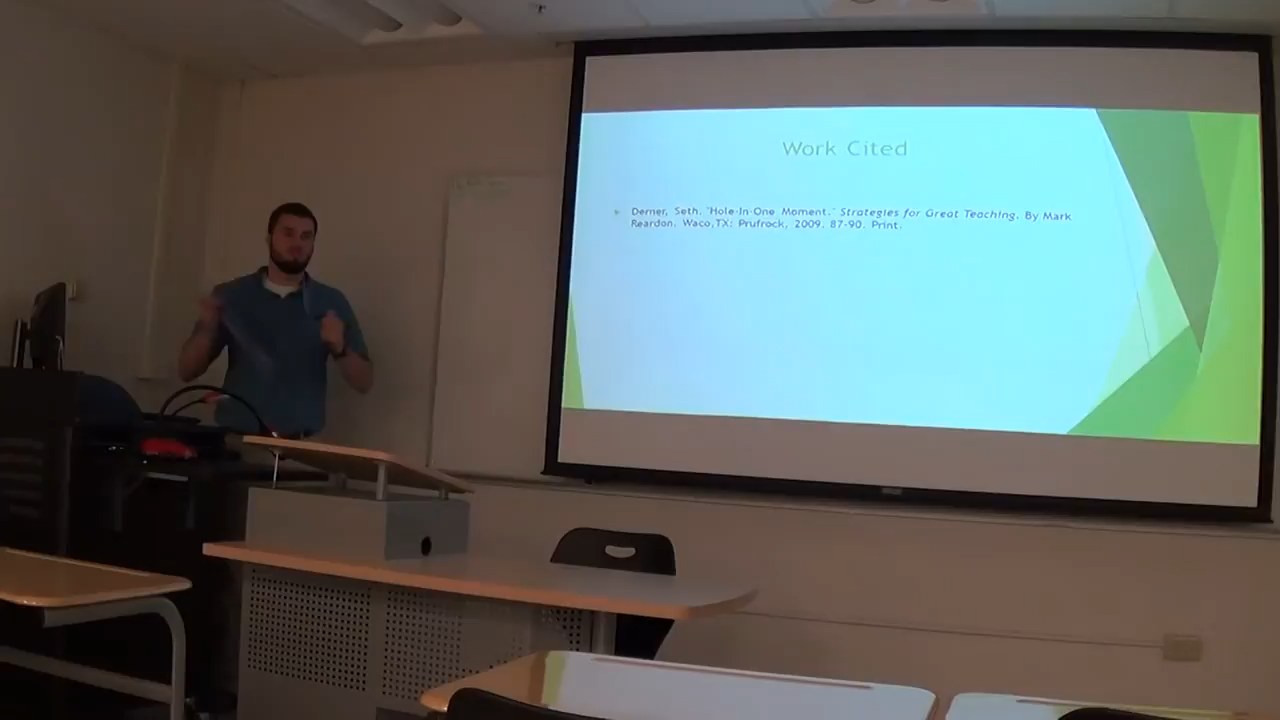 Work Cited
Derner, Seth. "Hole-In-One Moment." Strategies for Great Teaching. By Mark
Reardon. Waco,TX: Prufrock, 2009. 87-90. Print.